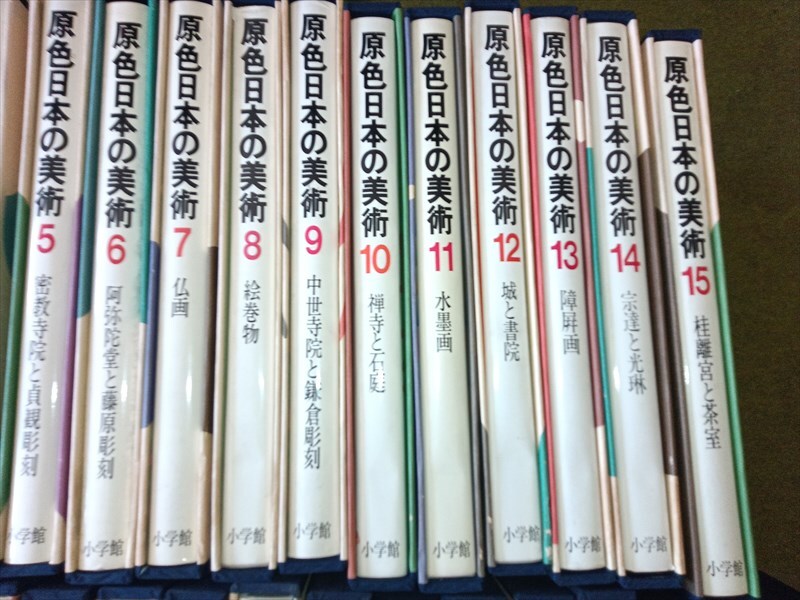 原色日本の美術 5 密教寺院と貞観彫刻 小学館
原色日本の美術 6 阿弥陀堂と藤原彫刻 小学館
原色日本の美術 7 仏画 小学館
原色日本の美術 8 絵巻物 小学館
原色日本の美術 9 中世寺院と鎌倉彫刻 小学館
原色日本の美術 10 禅寺と石庭 小学館
原色日本の美術 11 水墨画 小学館
原色日本の美術 12 城と書院 小学館
原色日本の美術 13 障屏画 小学館
原色日本の美術 14 宗達と光琳 小学館
原色日本の美術 15 桂離宮と茶室 小学館